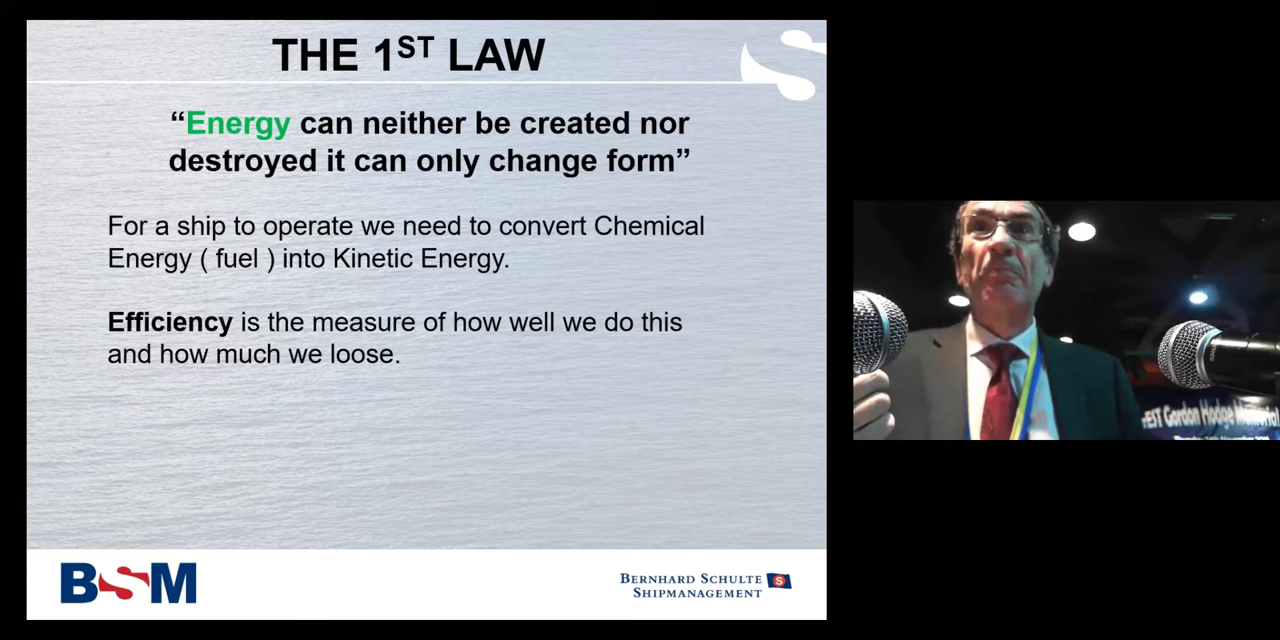 THE 1ST LAW
“Energy can neither be created nor
destroyed it can only change form”
For a ship to operate we need to convert Chemical
Energy ( fuel ) into Kinetic Energy.
Efficiency is the measure of how well we do this
and how much we loose.
BSM
BERNHARD SCHULTE
SHIPMANAGEMENT
S
Gordon Hodge Memorial